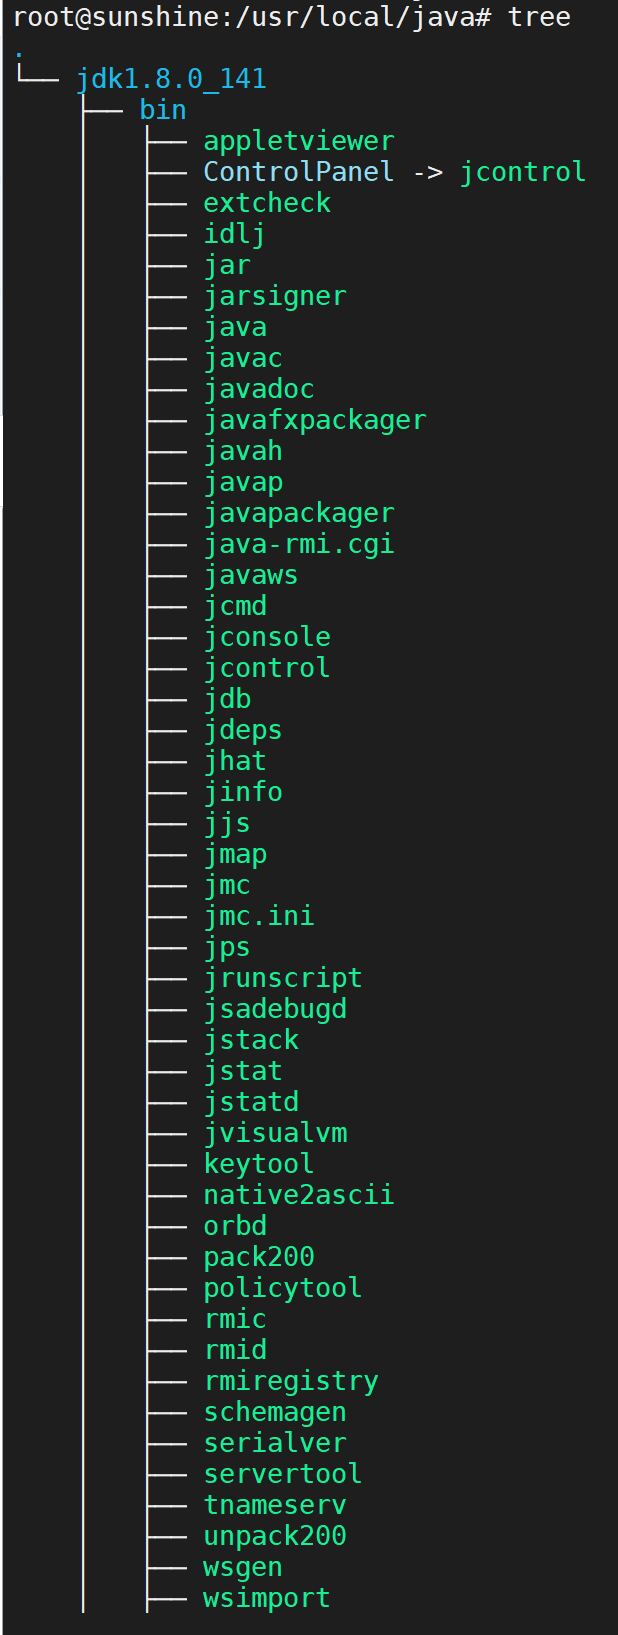 root@sunshine:/usr/local/java# tree
.
└── jdk1.8.0_141
    ├── bin
    │   ├── appletviewer
    │   ├── ControlPanel -> jcontrol
    │   ├── extcheck
    │   ├── idlj
    │   ├── jar
    │   ├── jarsigner
    │   ├── java
    │   ├── javac
    │   ├── javadoc
    │   ├── javafxpackager
    │   ├── javah
    │   ├── javap
    │   ├── javapackager
    │   ├── java-rmi.cgi
    │   ├── javaws
    │   ├── jcmd
    │   ├── jconsole
    │   ├── jcontrol
    │   ├── jdb
    │   ├── jdeps
    │   ├── jhat
    │   ├── jinfo
    │   ├── jjs
    │   ├── jmap
    │   ├── jmc
    │   ├── jmc.ini
    │   ├── jps
    │   ├── jrunscript
    │   ├── jsadebugd
    │   ├── jstack
    │   ├── jstat
    │   ├── jstatd
    │   ├── jvisualvm
    │   ├── keytool
    │   ├── native2ascii
    │   ├── orbd
    │   ├── pack200
    │   ├── policytool
    │   ├── rmic
    │   ├── rmid
    │   ├── rmiregistry
    │   ├── schemagen
    │   ├── serialver
    │   ├── servertool
    │   ├── tnameserv
    │   ├── unpack200
    │   ├── wsgen
    │   ├── wsimport